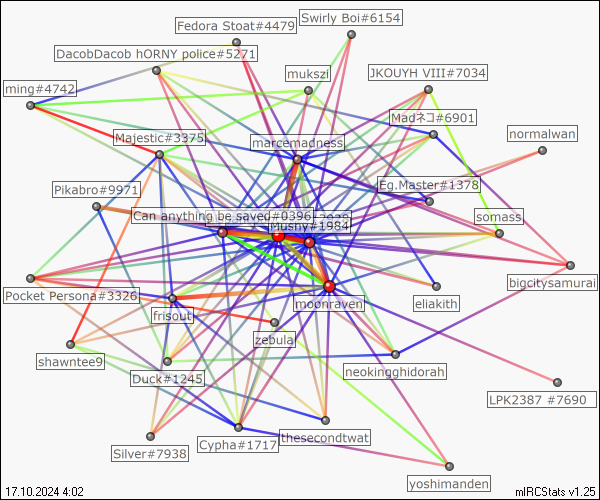 Swirly Boi#6154
Fedora Stoat#4479
DacobDacob hORNY police#5271
mukszi
JKOUYH VIII#7034
ming#4742
Madネコ#6901
normalwan
Majestic#3375
marcemadness
Pikabro#9971
Eg.Master#1378
Can anything be saved#0396
somass
Mushy#1984
bigcitysamurai
Pocket Persona#3326
eliakith
moonraven
frisout
zebula
shawntee9
neokingghidorah
Duck#1245
LPK2387 #7690
Silver#7938
Cypha#1717
thesecondtwat
yoshimanden
17.10.2024 4:02
mIRCStats v1.25